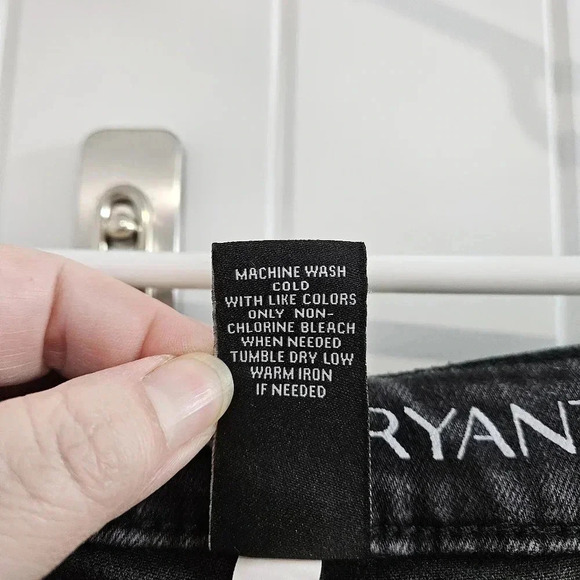 MACHINE WASH
COLD
WITH LIKE COLORS
ONLY NON-
CHLORINE BLEACH
WHEN NEEDED
TUMBLE DRY LOW
WARM IRON
IF NEEDED
RYANT